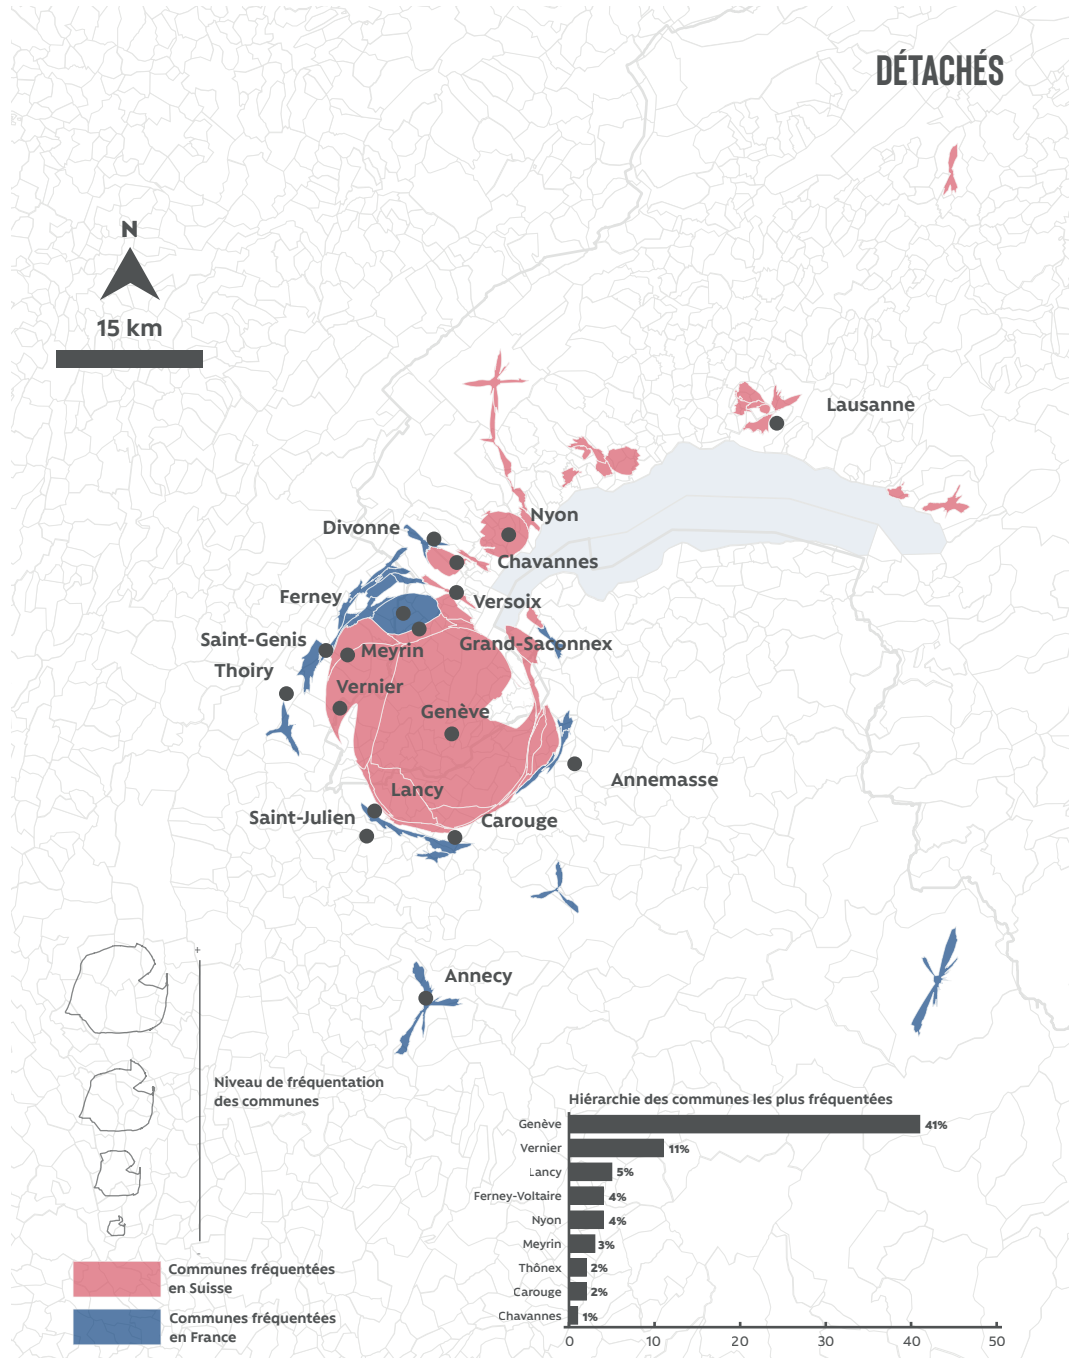 DÉTACHÉS
N
15 km
Lausanne
Nyon
Divonne
Chavannes
Ferney
Versoix
Saint-Genis
Grand-Saconnex
Meyrin
Thoiry
Vernier
Genève
Annemasse
Lancy
Saint-Julien
Carouge
Annecy
+
Niveau de fréquentation
des communes
-
Communes fréquentées
en Suisse
Communes fréquentées
en France
Hiérarchie des communes les plus fréquentées
Genève 41%
Vernier 11%
Lancy 5%
Ferney-Voltaire 4%
Nyon 4%
Meyrin 3%
Thônex 2%
Carouge 2%
Chavannes 1%
0 10 20 30 40 50